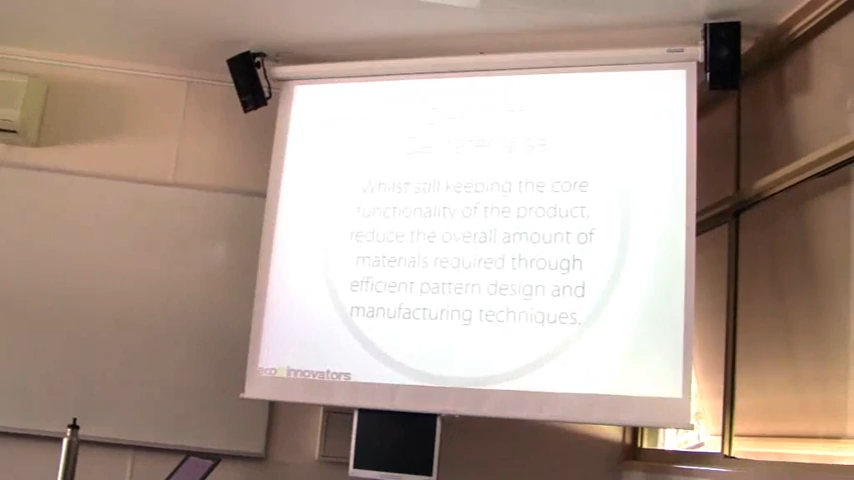 Whilst still keeping the core
functionality of the product,
reduce the overall amount of
materials required through
efficient pattern design and
manufacturing techniques.
eco innovators